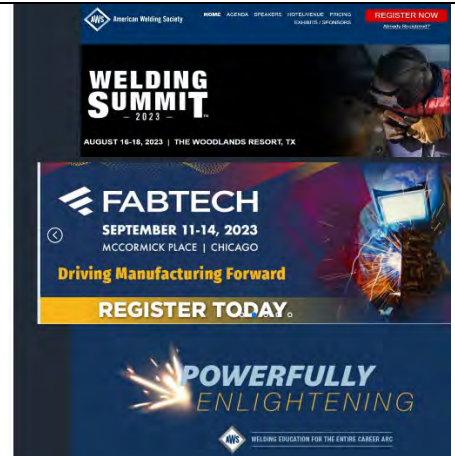 AWS American Welding Society
HOME AGENDA SPEAKERS HOTEL/VENUE PRICING
EXHIBITS / SPONSORS
REGISTER NOW
Already Registered?
WELDING
SUMMIT
– 2023 –
AUGUST 16-18, 2023 | THE WOODLANDS RESORT, TX
FABTECH
SEPTEMBER 11-14, 2023
MCCORMICK PLACE | CHICAGO
Driving Manufacturing Forward
REGISTER TODAY
POWERFULLY
ENLIGHTENING
AWS WELDING EDUCATION FOR THE ENTIRE CAREER ARC